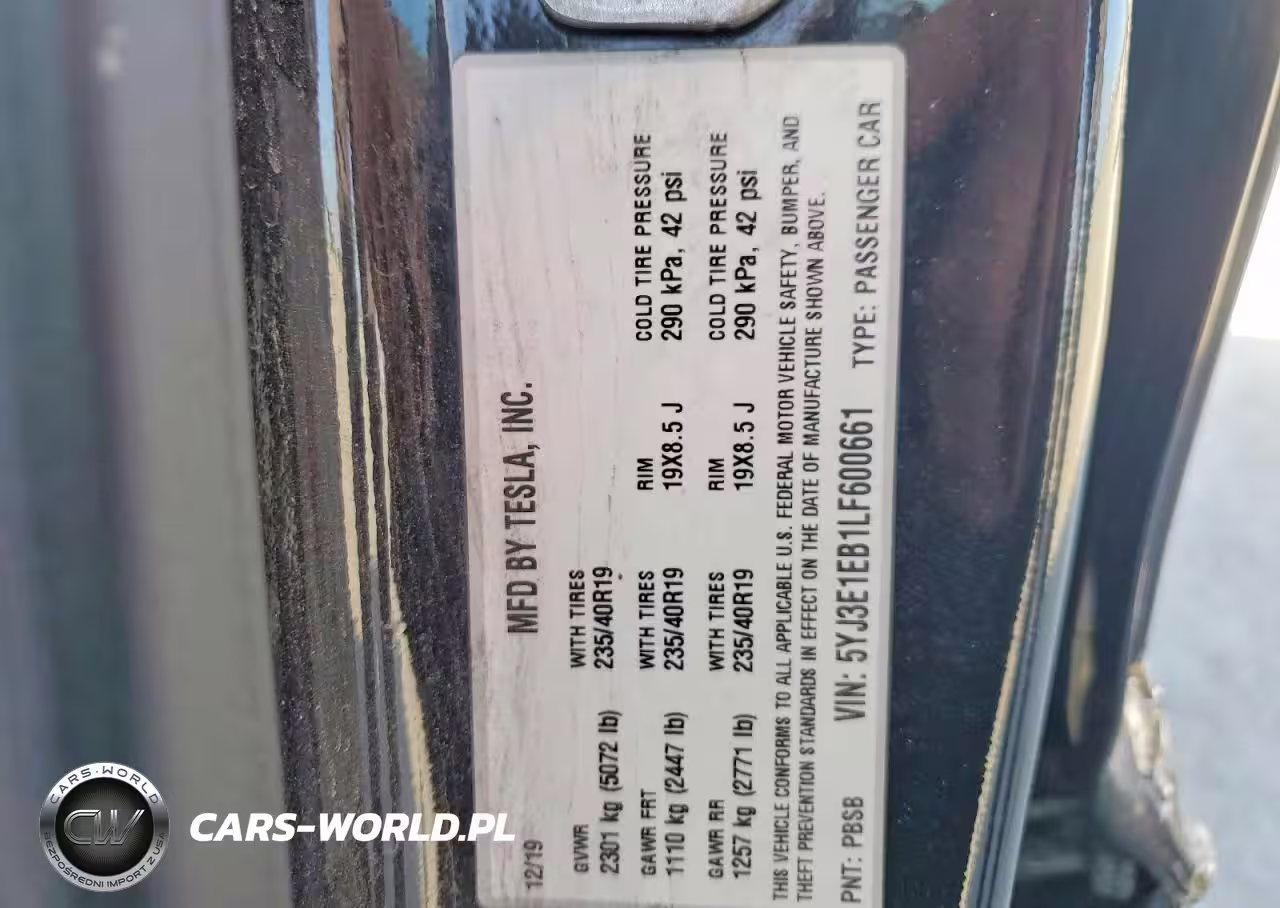 MFD BY TESLA, INC.
12/19
GVWR WITH TIRES
2301 kg (5072 lb) 235/40R19
GAWR FRT WITH TIRES RIM COLD TIRE PRESSURE
1110 kg (2447 lb) 235/40R19 19X8.5 J 290 kPa, 42 psi
GAWR RR WITH TIRES RIM COLD TIRE PRESSURE
1257 kg (2771 lb) 235/40R19 19X8.5 J 290 kPa, 42 psi
THIS VEHICLE CONFORMS TO ALL APPLICABLE U.S. FEDERAL MOTOR VEHICLE SAFETY, BUMPER, AND
THEFT PREVENTION STANDARDS IN EFFECT ON THE DATE OF MANUFACTURE SHOWN ABOVE.
PNT: PBSB VIN: 5YJ3E1EB1LF600661 TYPE: PASSENGER CAR
CARS-WORLD
CW
BEZPOŚREDNI IMPORT Z USA
CARS-WORLD.PL